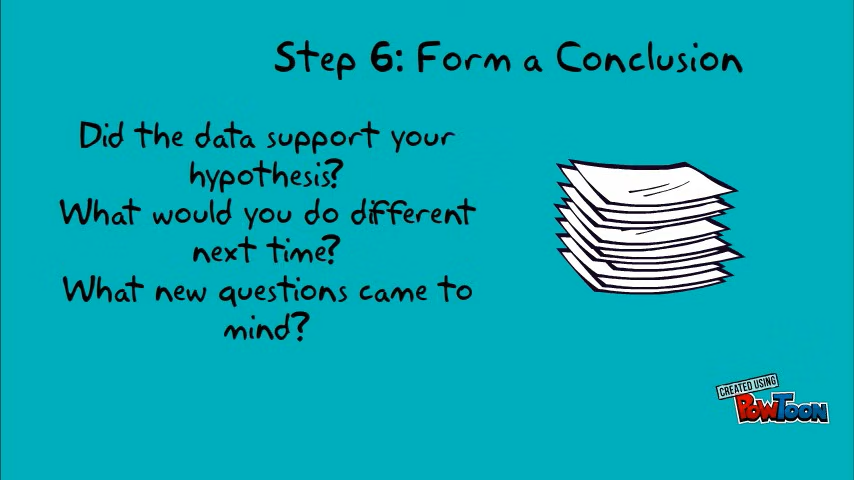 Step 6: Form a Conclusion
Did the data support your
hypothesis?
What would you do different
next time?
What new questions came to
mind?
CREATED USING
POWTOON